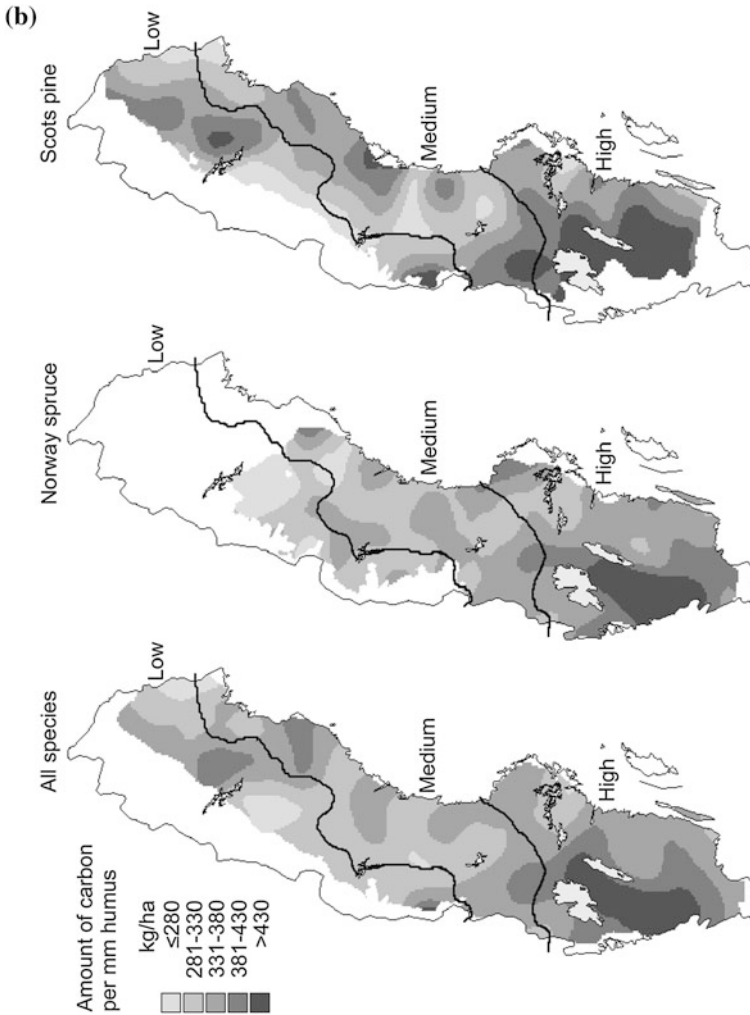 (b)
Amount of carbon
per mm humus
kg/ha
≤280
281-330
331-380
381-430
>430
All species
Low
Medium
High
Norway spruce
Low
Medium
High
Scots pine
Low
Medium
High